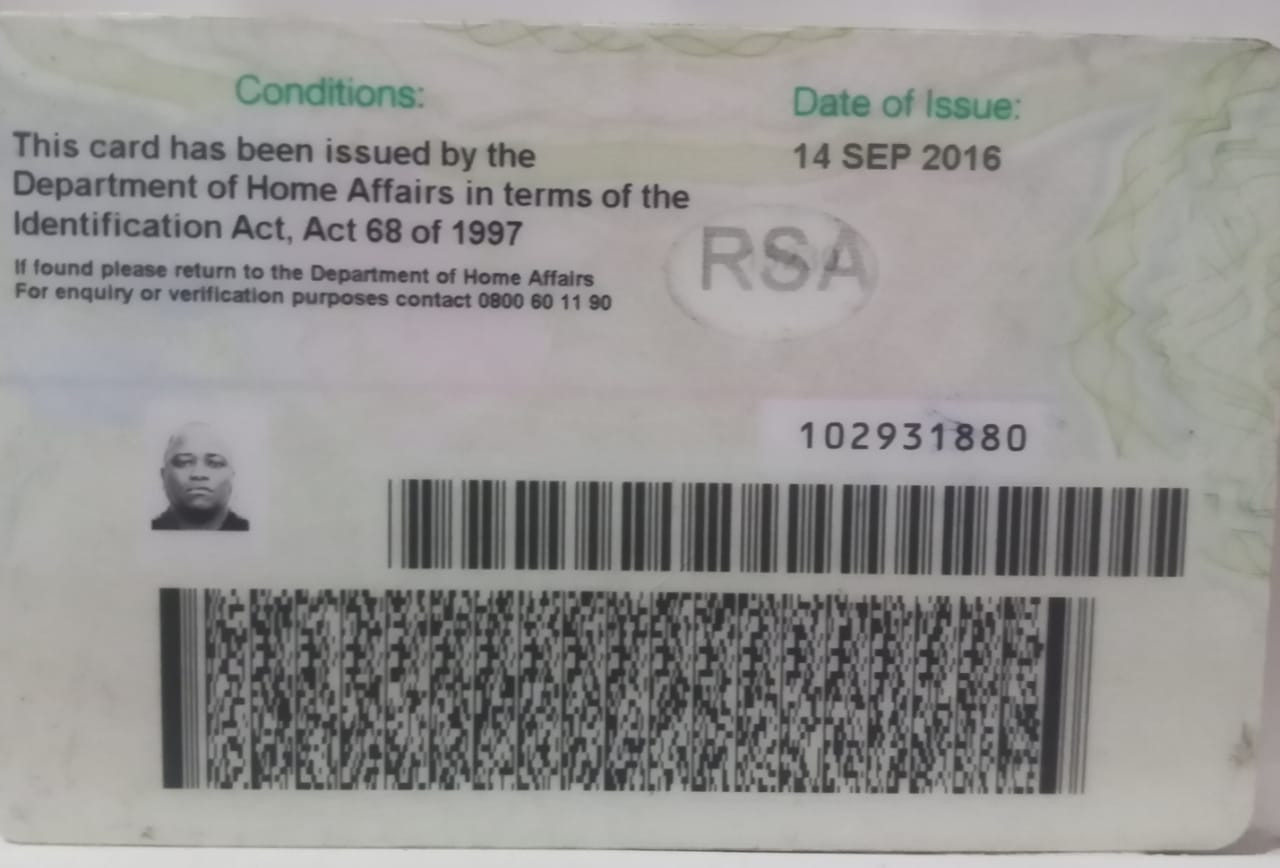 Conditions:
This card has been issued by the
Department of Home Affairs in terms of the
Identification Act, Act 68 of 1997
If found please return to the Department of Home Affairs
For enquiry or verification purposes contact 0800 60 11 90
Date of Issue:
14 SEP 2016
RSA
102931880